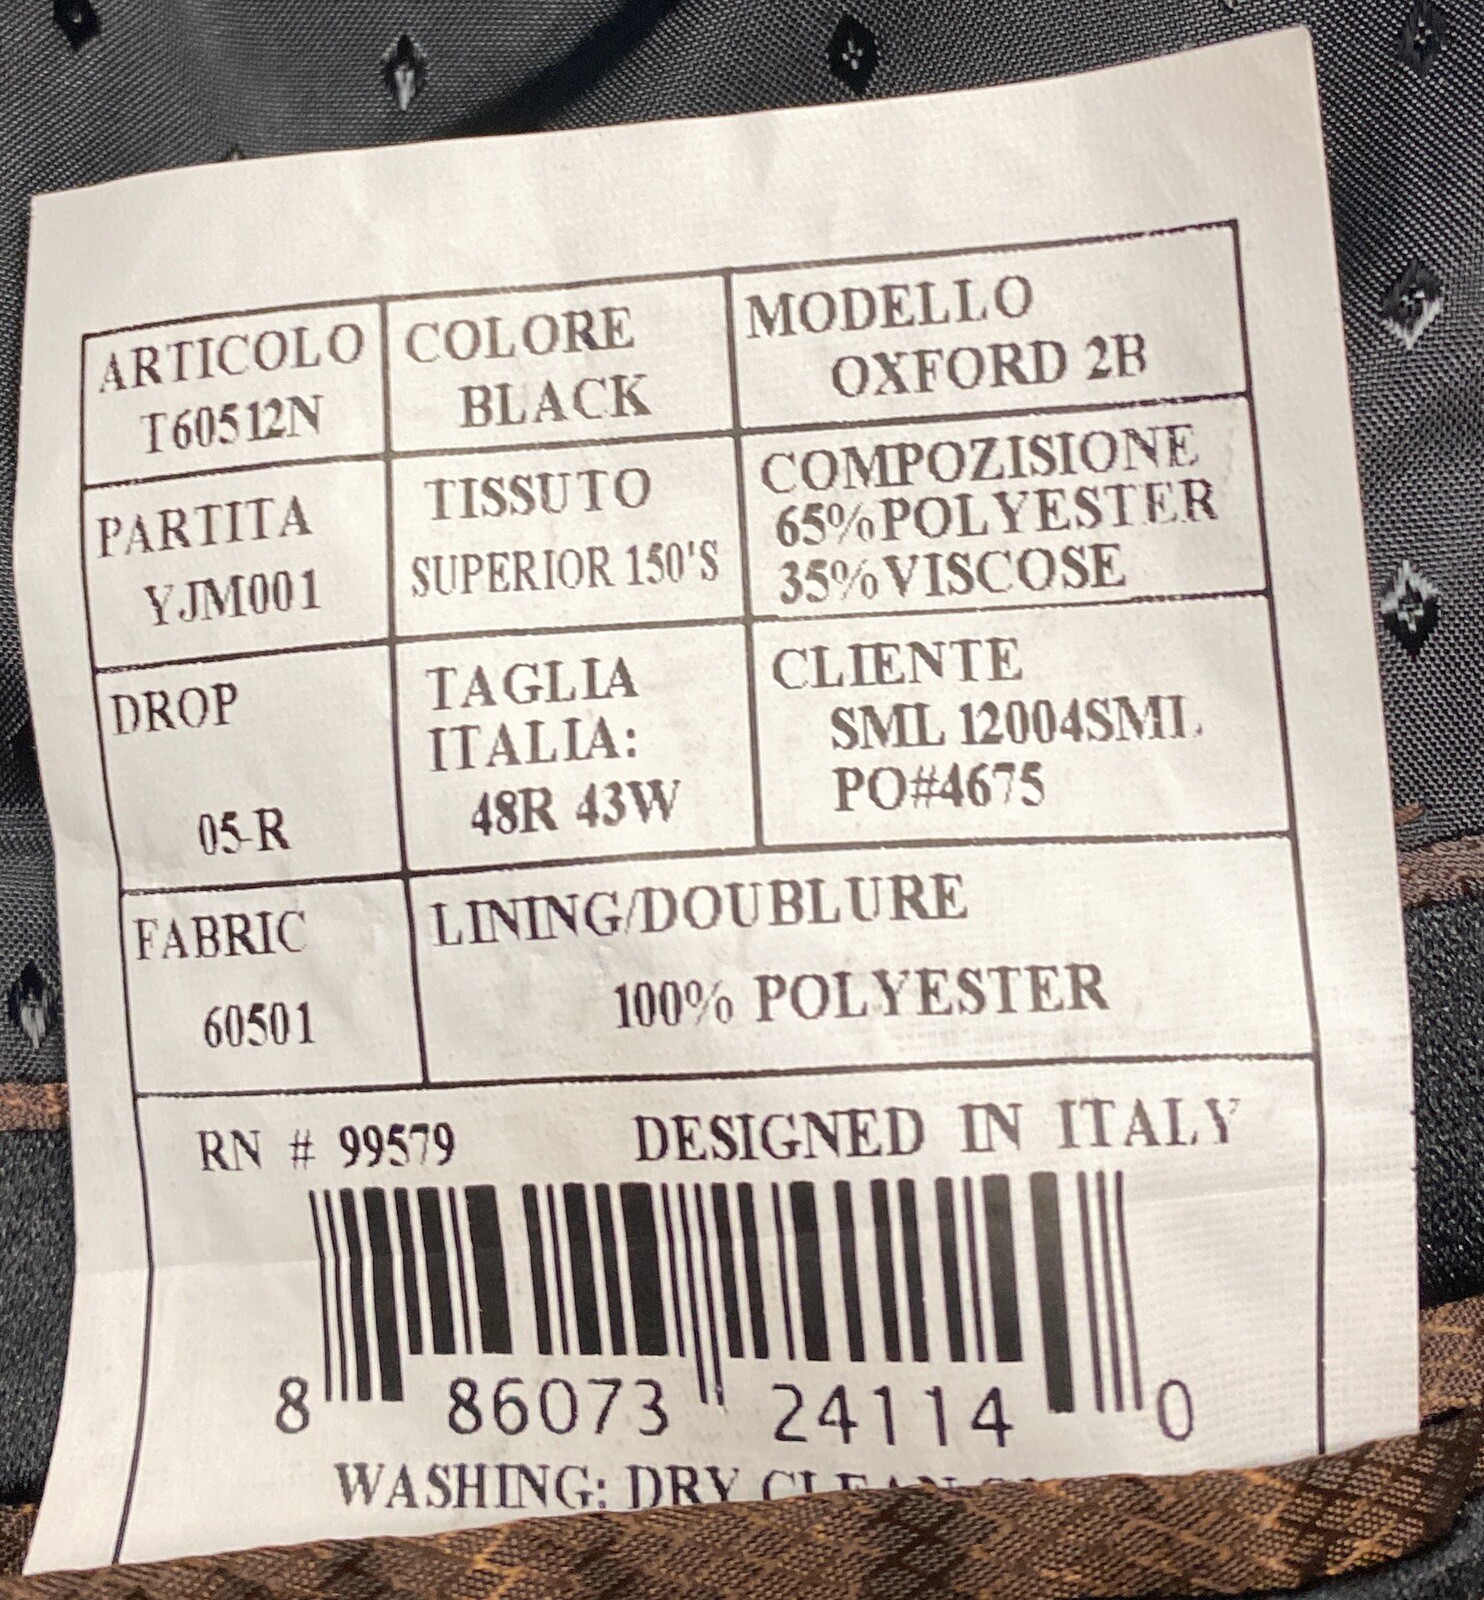 ARTICOLO
T60512N
COLORE
BLACK
MODELLO
OXFORD 2B
PARTITA
YJM001
TISSUTO
SUPERIOR 150'S
COMPOZISIONE
65%POLYESTER
35%VISCOSE
DROP
05-R
TAGLIA
ITALIA:
48R 43W
CLIENTE
SML 12004SML
PO#4675
FABRIC
60501
LINING/DOUBLURE
100% POLYESTER
RN # 99579 DESIGNED IN ITALY
8 86073 24114 0
WASHING: DRY CLEAN